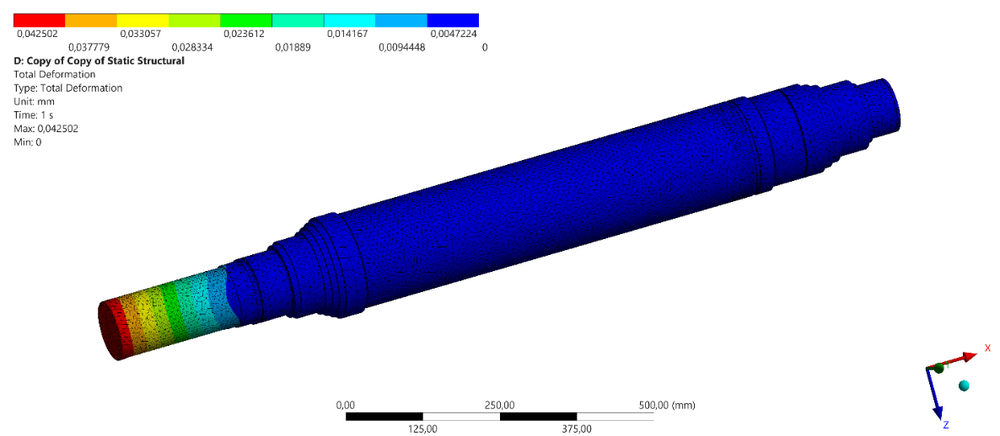 0,042502 0,033057 0,023612 0,014167 0,0047224
0,037779 0,028334 0,01889 0,0094448 0
D: Copy of Copy of Static Structural
Total Deformation
Type: Total Deformation
Unit: mm
Time: 1 s
Max: 0,042502
Min: 0
X
Z
0,00 250,00 500,00 (mm)
125,00 375,00